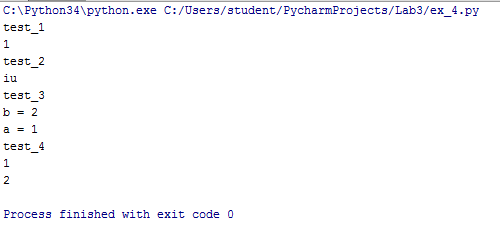 C:\Python34\python.exe C:/Users/student/PycharmProjects/Lab3/ex_4.py
test_1
1
test_2
iu
test_3
b = 2
a = 1
test_4
1
2
Process finished with exit code 0